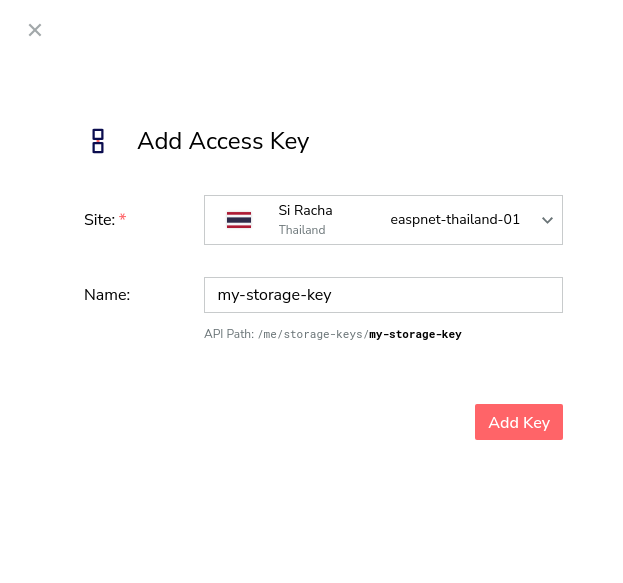 Add Access Key
Site: *
Si Racha
Thailand
easpnet-thailand-01
Name:
my-storage-key
API Path: /me/storage-keys/my-storage-key
Add Key